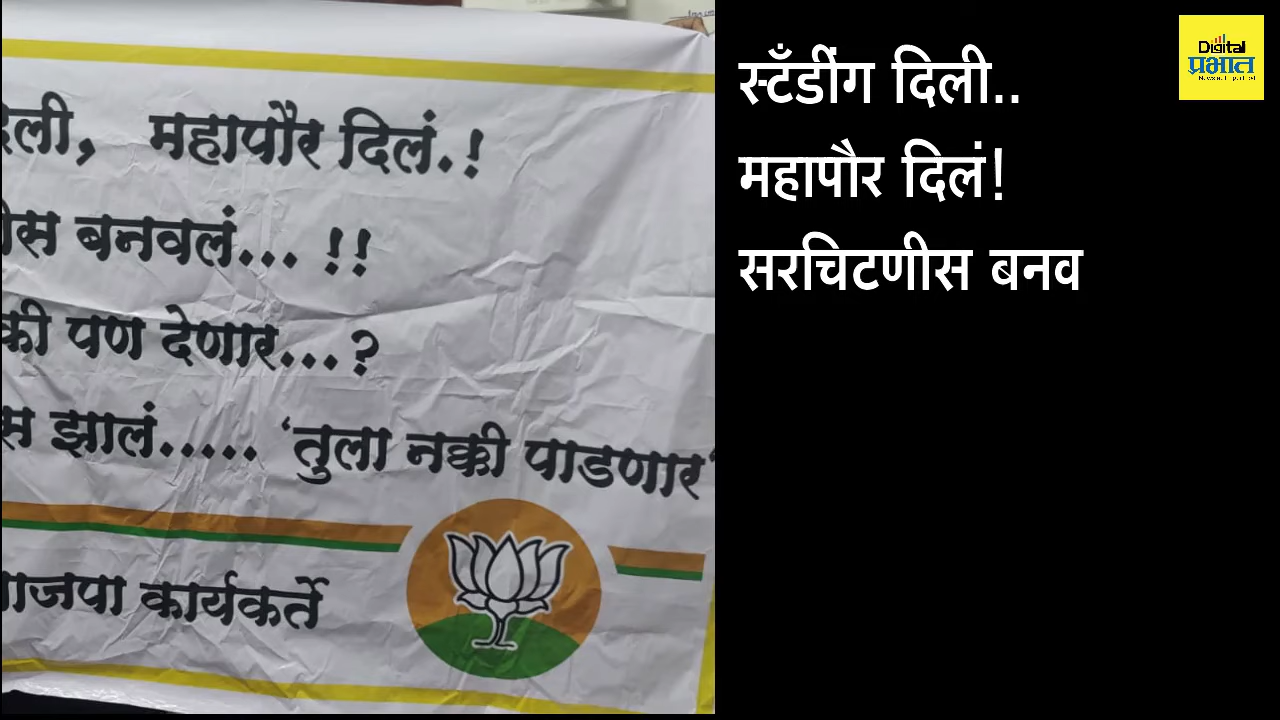 दिली, महापौर दिलं.!
स बनवलं... !!
की पण देणार...?
स झालं..... 'तुला नक्की पाडणार'
भाजपा कार्यकर्ते
स्टँडींग दिली..
महापौर दिलं!
सरचिटणीस बनव
Digital
प्रभात